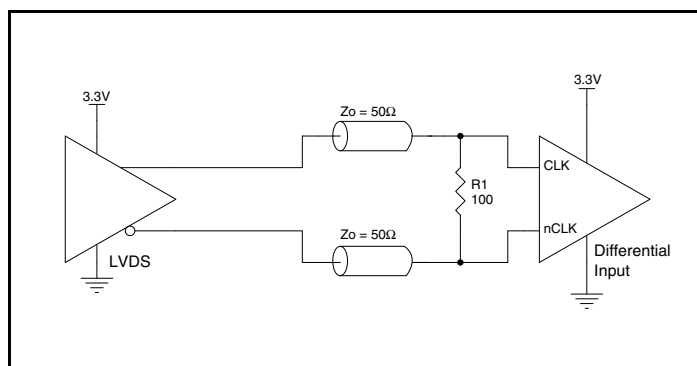 3.3V
3.3V
Zo = 50Ω
CLK
R1
100
Zo = 50Ω
nCLK
LVDS
Differential
Input